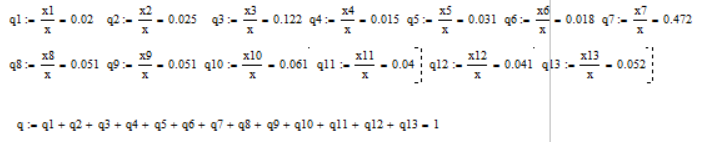 q1 := x1/x = 0.02 q2 := x2/x = 0.025 q3 := x3/x = 0.122 q4 := x4/x = 0.015 q5 := x5/x = 0.031 q6 := x6/x = 0.018 q7 := x7/x = 0.472
q8 := x8/x = 0.051 q9 := x9/x = 0.051 q10 := x10/x = 0.061 q11 := x11/x = 0.04 q12 := x12/x = 0.041 q13 := x13/x = 0.052
q := q1 + q2 + q3 + q4 + q5 + q6 + q7 + q8 + q9 + q10 + q11 + q12 + q13 = 1